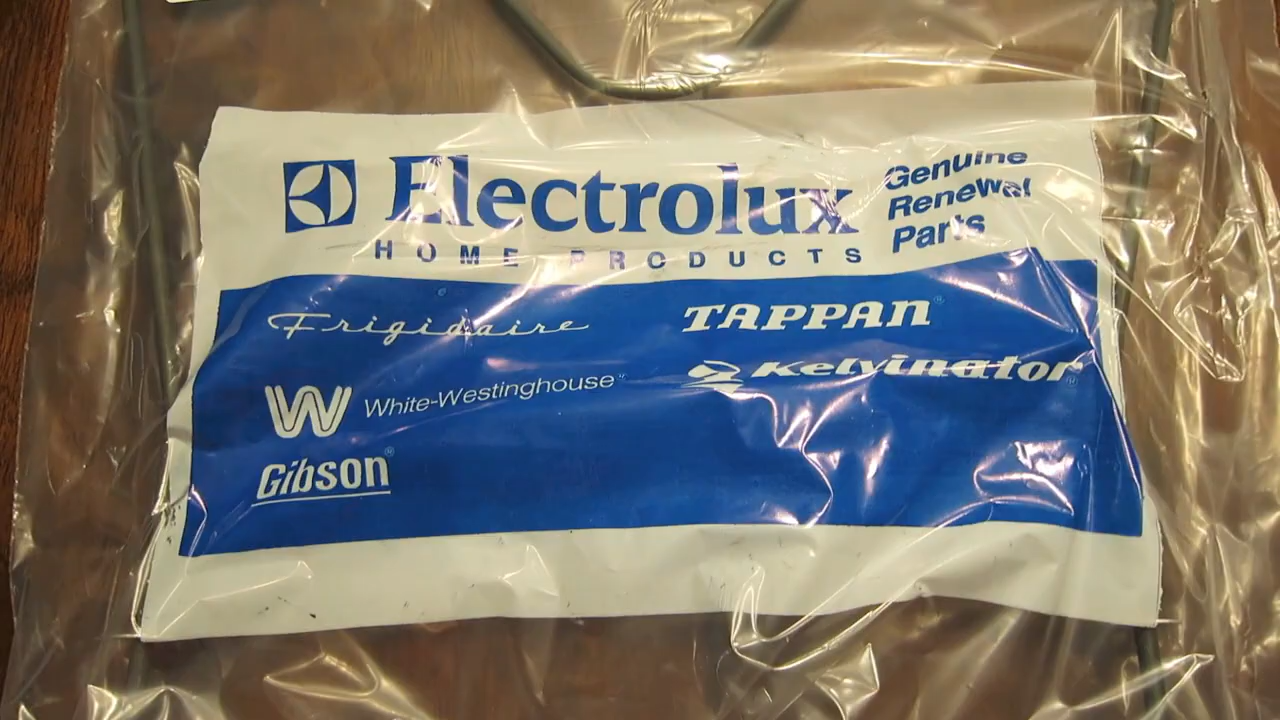 Electrolux
HOME PRODUCTS
Genuine
Renewal
Parts
Frigidaire
TAPPAN®
W White-Westinghouse®
Kelvinator®
Gibson®